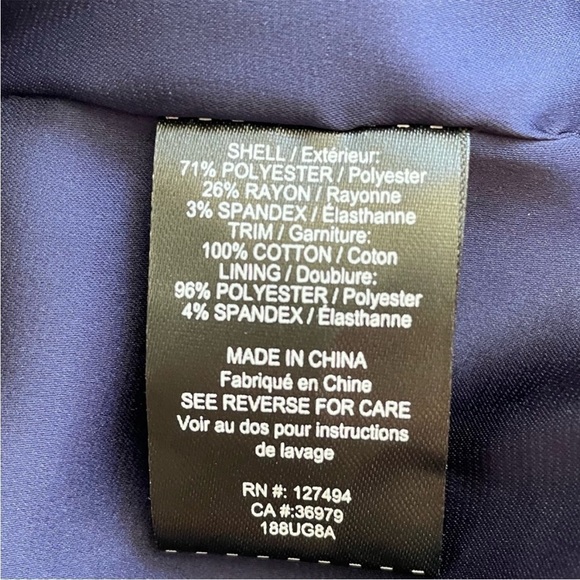 SHELL / Extérieur:
71% POLYESTER / Polyester
26% RAYON / Rayonne
3% SPANDEX / Élasthanne
TRIM / Garniture:
100% COTTON / Coton
LINING / Doublure:
96% POLYESTER / Polyester
4% SPANDEX / Élasthanne
MADE IN CHINA
Fabriqué en Chine
SEE REVERSE FOR CARE
Voir au dos pour instructions
de lavage
RN #: 127494
CA #:36979
188UG8A